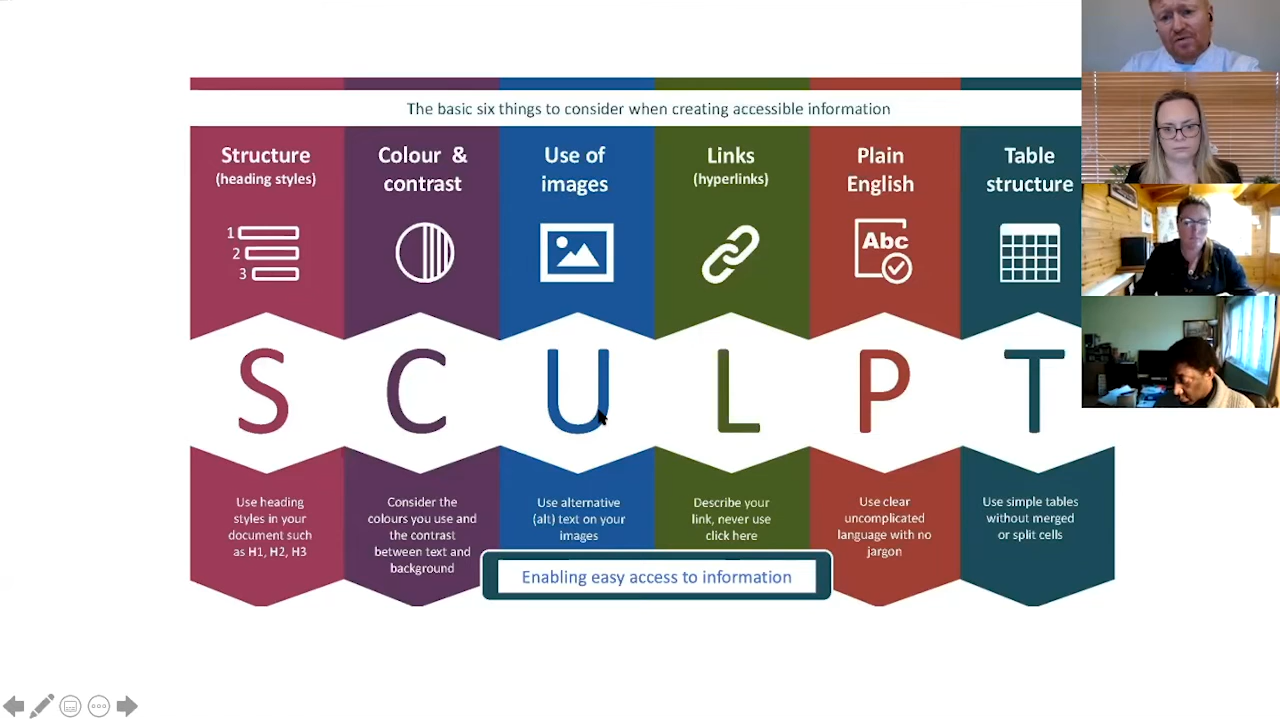 The basic six things to consider when creating accessible information
Structure
(heading styles)
1
2
3
Colour &
contrast
Use of
images
Links
(hyperlinks)
Plain
English
Abc
Table
structure
S C U L P T
Use heading
styles in your
document such
as H1, H2, H3
Consider the
colours you use and
the contrast
between text and
background
Use alternative
(alt) text on your
images
Describe your
link, never use
click here
Use clear
uncomplicated
language with no
jargon
Use simple tables
without merged
or split cells
Enabling easy access to information